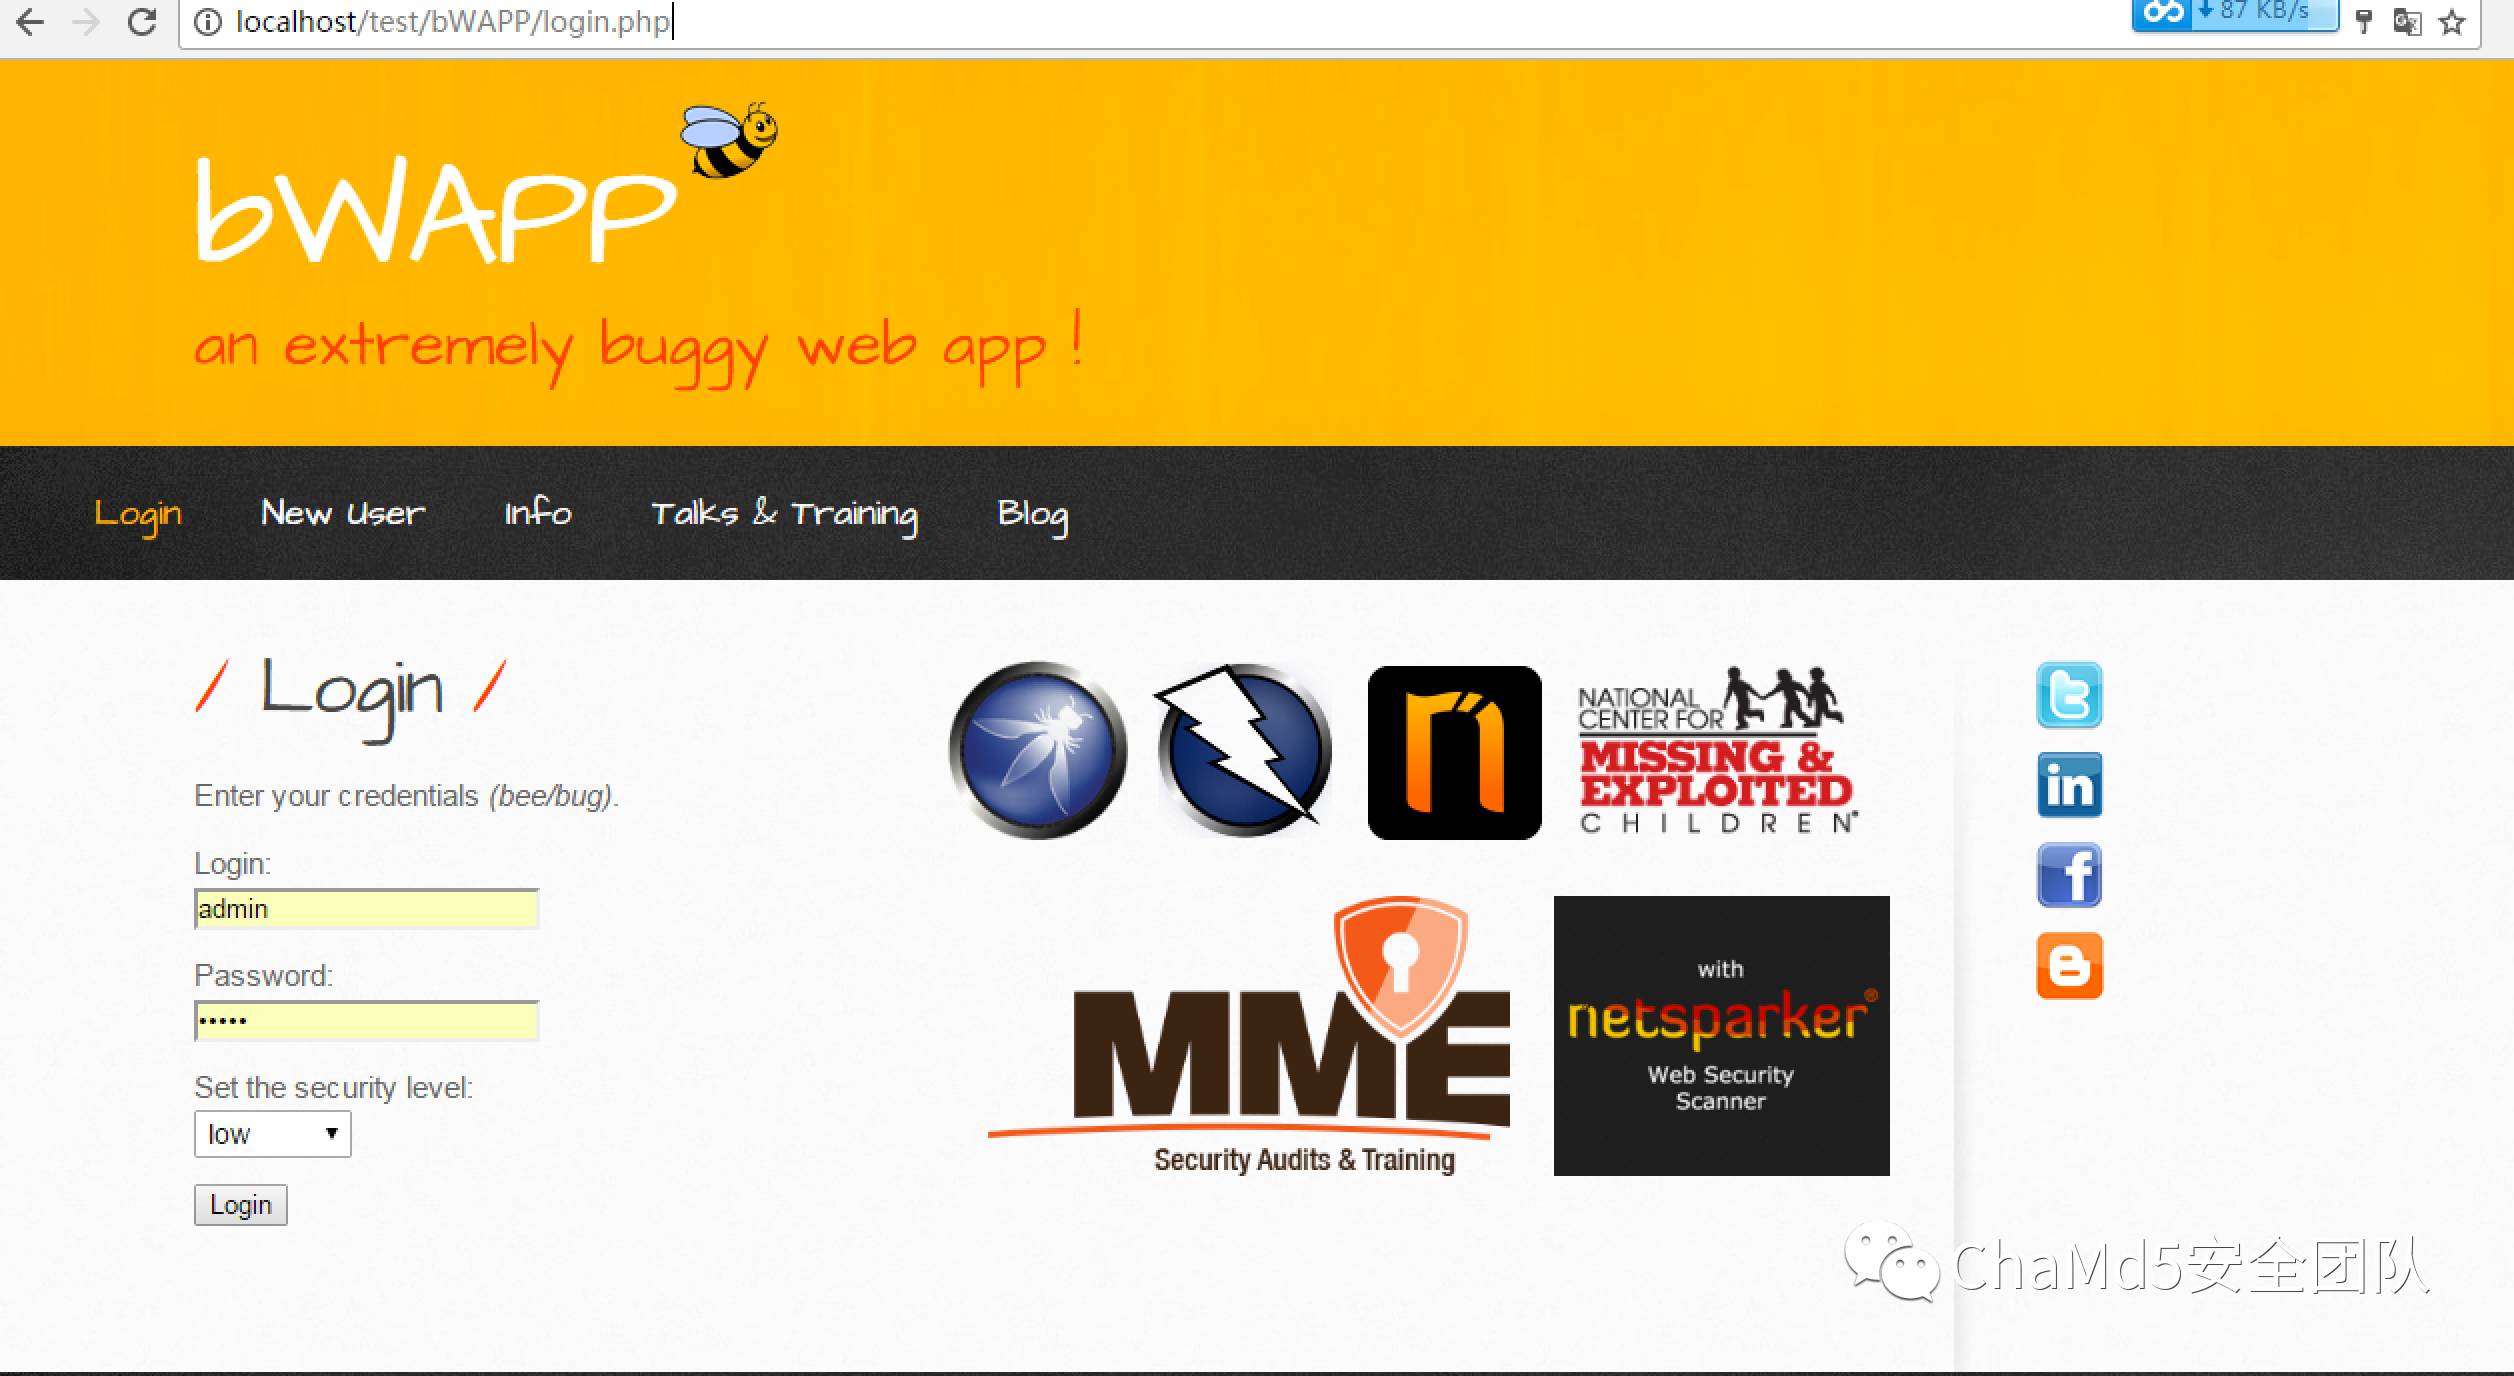 localhost/test/bWAPP/login.php
87 KB/s
bWAPP
an extremely buggy web app !
Login New User Info Talks & Training Blog
/ Login /
Enter your credentials (bee/bug).
Login:
admin
Password:
•••••
Set the security level:
low
Login
NATIONAL
CENTER FOR
MISSING &
EXPLOITED
CHILDREN®
MME
Security Audits & Training
with
netsparker®
Web Security
Scanner
ChaMd5安全团队